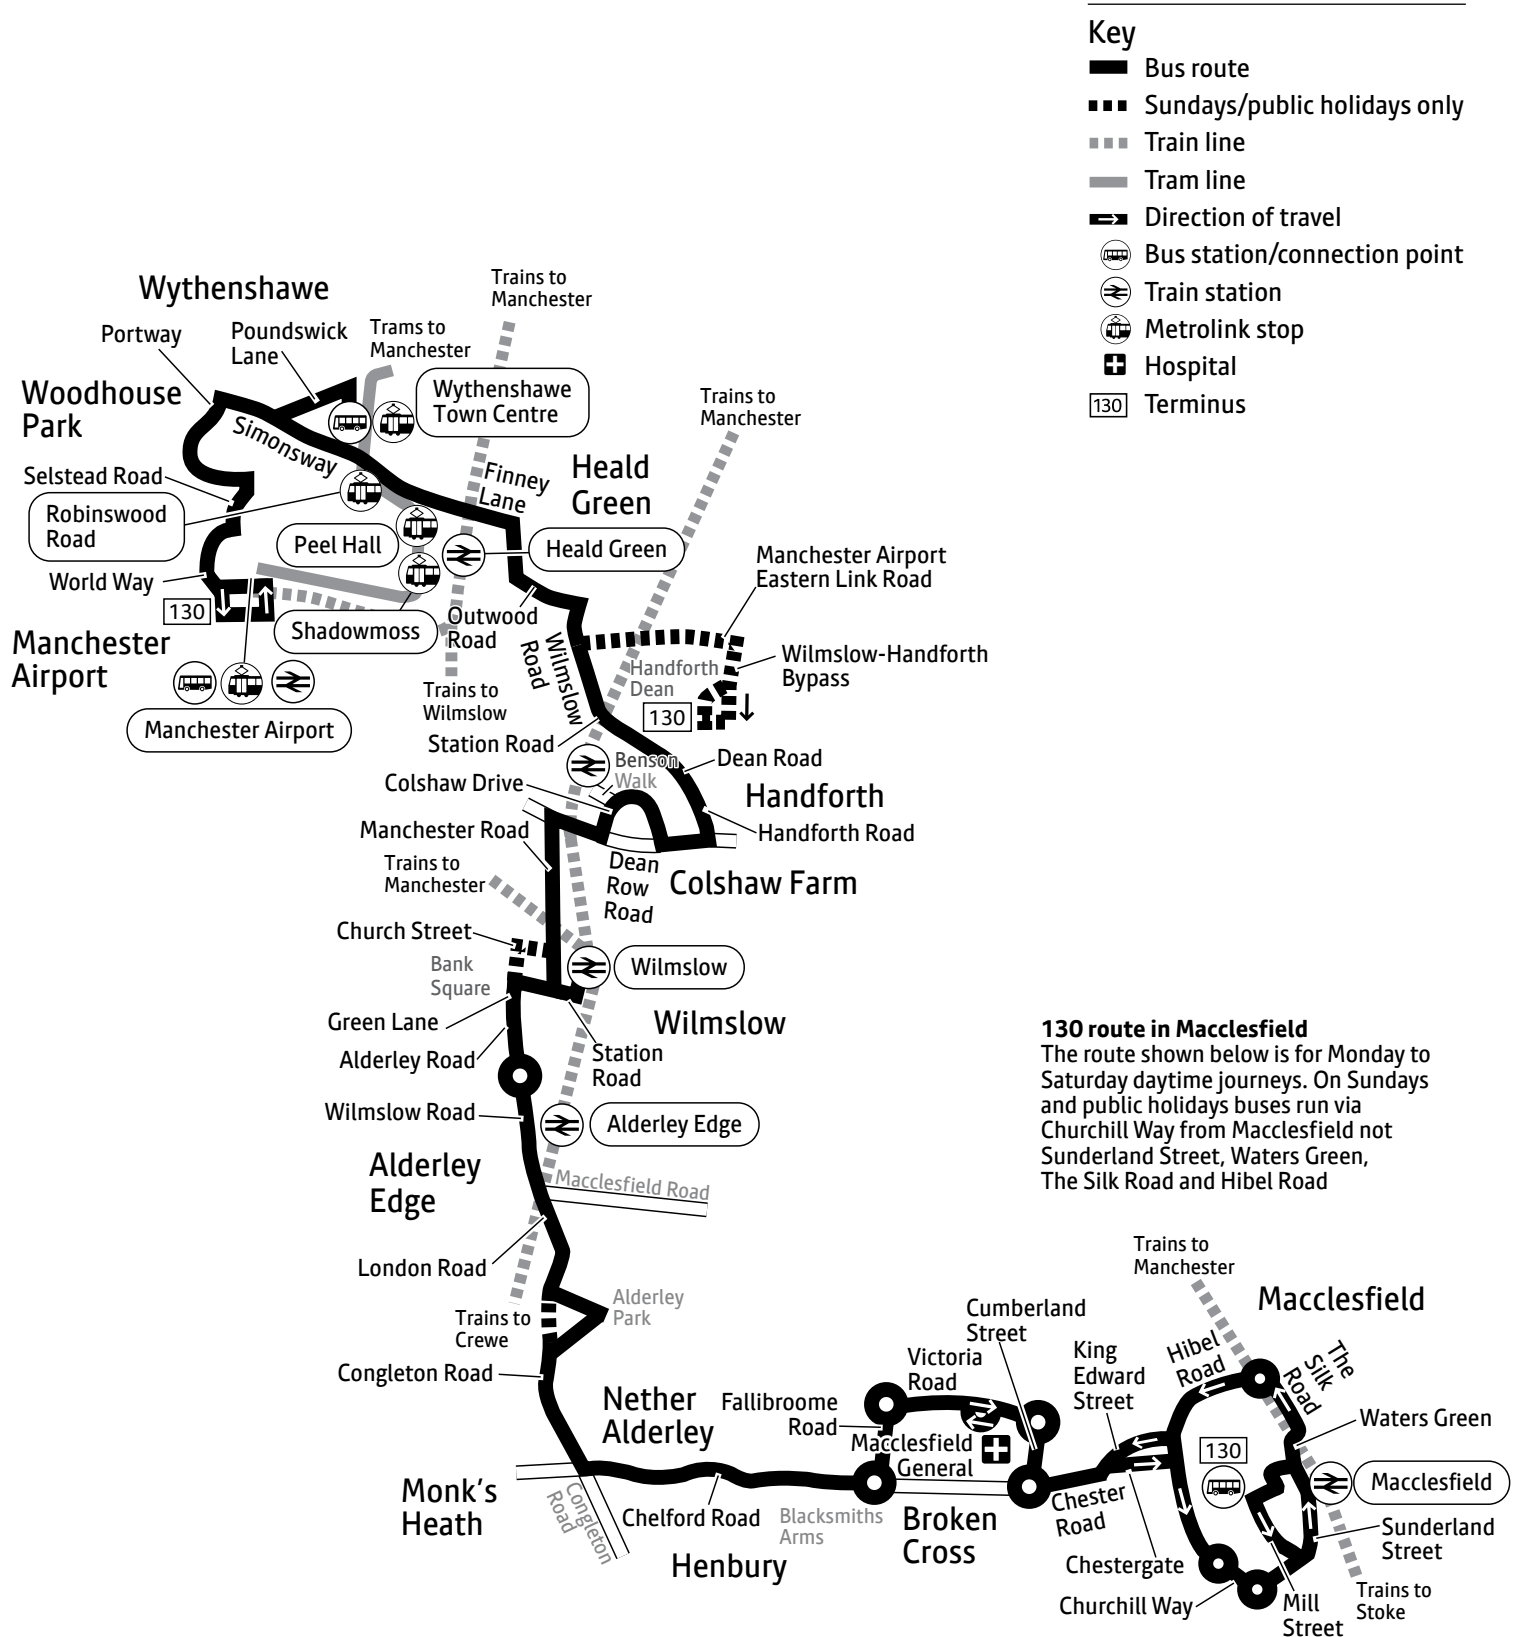 Key
Bus route
Sundays/public holidays only
Train line
Tram line
Direction of travel
Bus station/connection point
Train station
Metrolink stop
Hospital
130 Terminus
Wythenshawe
Trains to
Manchester
Portway
Poundswick
Lane
Trams to
Manchester
Woodhouse
Park
Wythenshawe
Town Centre
Trains to
Manchester
Simonsway
Finney
Lane
Heald
Green
Selstead Road
Robinswood
Road
Peel Hall
Heald Green
World Way
130
Manchester Airport
Eastern Link Road
Shadowmoss
Outwood
Road
Manchester
Airport
Wilmslow
Road
Handforth
Dean
Wilmslow-Handforth
Bypass
130
Trains to
Wilmslow
Manchester Airport
Station Road
Benson
Walk
Dean Road
Colshaw Drive
Handforth
Manchester Road
Handforth Road
Trains to
Manchester
Dean
Row
Road
Colshaw Farm
Church Street
Bank
Square
Wilmslow
Green Lane
Wilmslow
Alderley Road
Station
Road
Wilmslow Road
Alderley Edge
Alderley
Edge
Macclesfield Road
London Road
Alderley
Park
Trains to
Crewe
Congleton Road
130 route in Macclesfield
The route shown below is for Monday to
Saturday daytime journeys. On Sundays
and public holidays buses run via
Churchill Way from Macclesfield not
Sunderland Street, Waters Green,
The Silk Road and Hibel Road
Trains to
Manchester
Macclesfield
Cumberland
Street
King
Edward
Street
Hibel
Road
The
Silk
Road
Victoria
Road
Nether
Alderley
Fallibroome
Road
Macclesfield
General
Waters Green
130
Macclesfield
Monk's
Heath
Congleton
Road
Chelford Road
Blacksmiths
Arms
Broken
Cross
Chester
Road
Henbury
Chestergate
Sunderland
Street
Churchill Way
Mill
Street
Trains to
Stoke